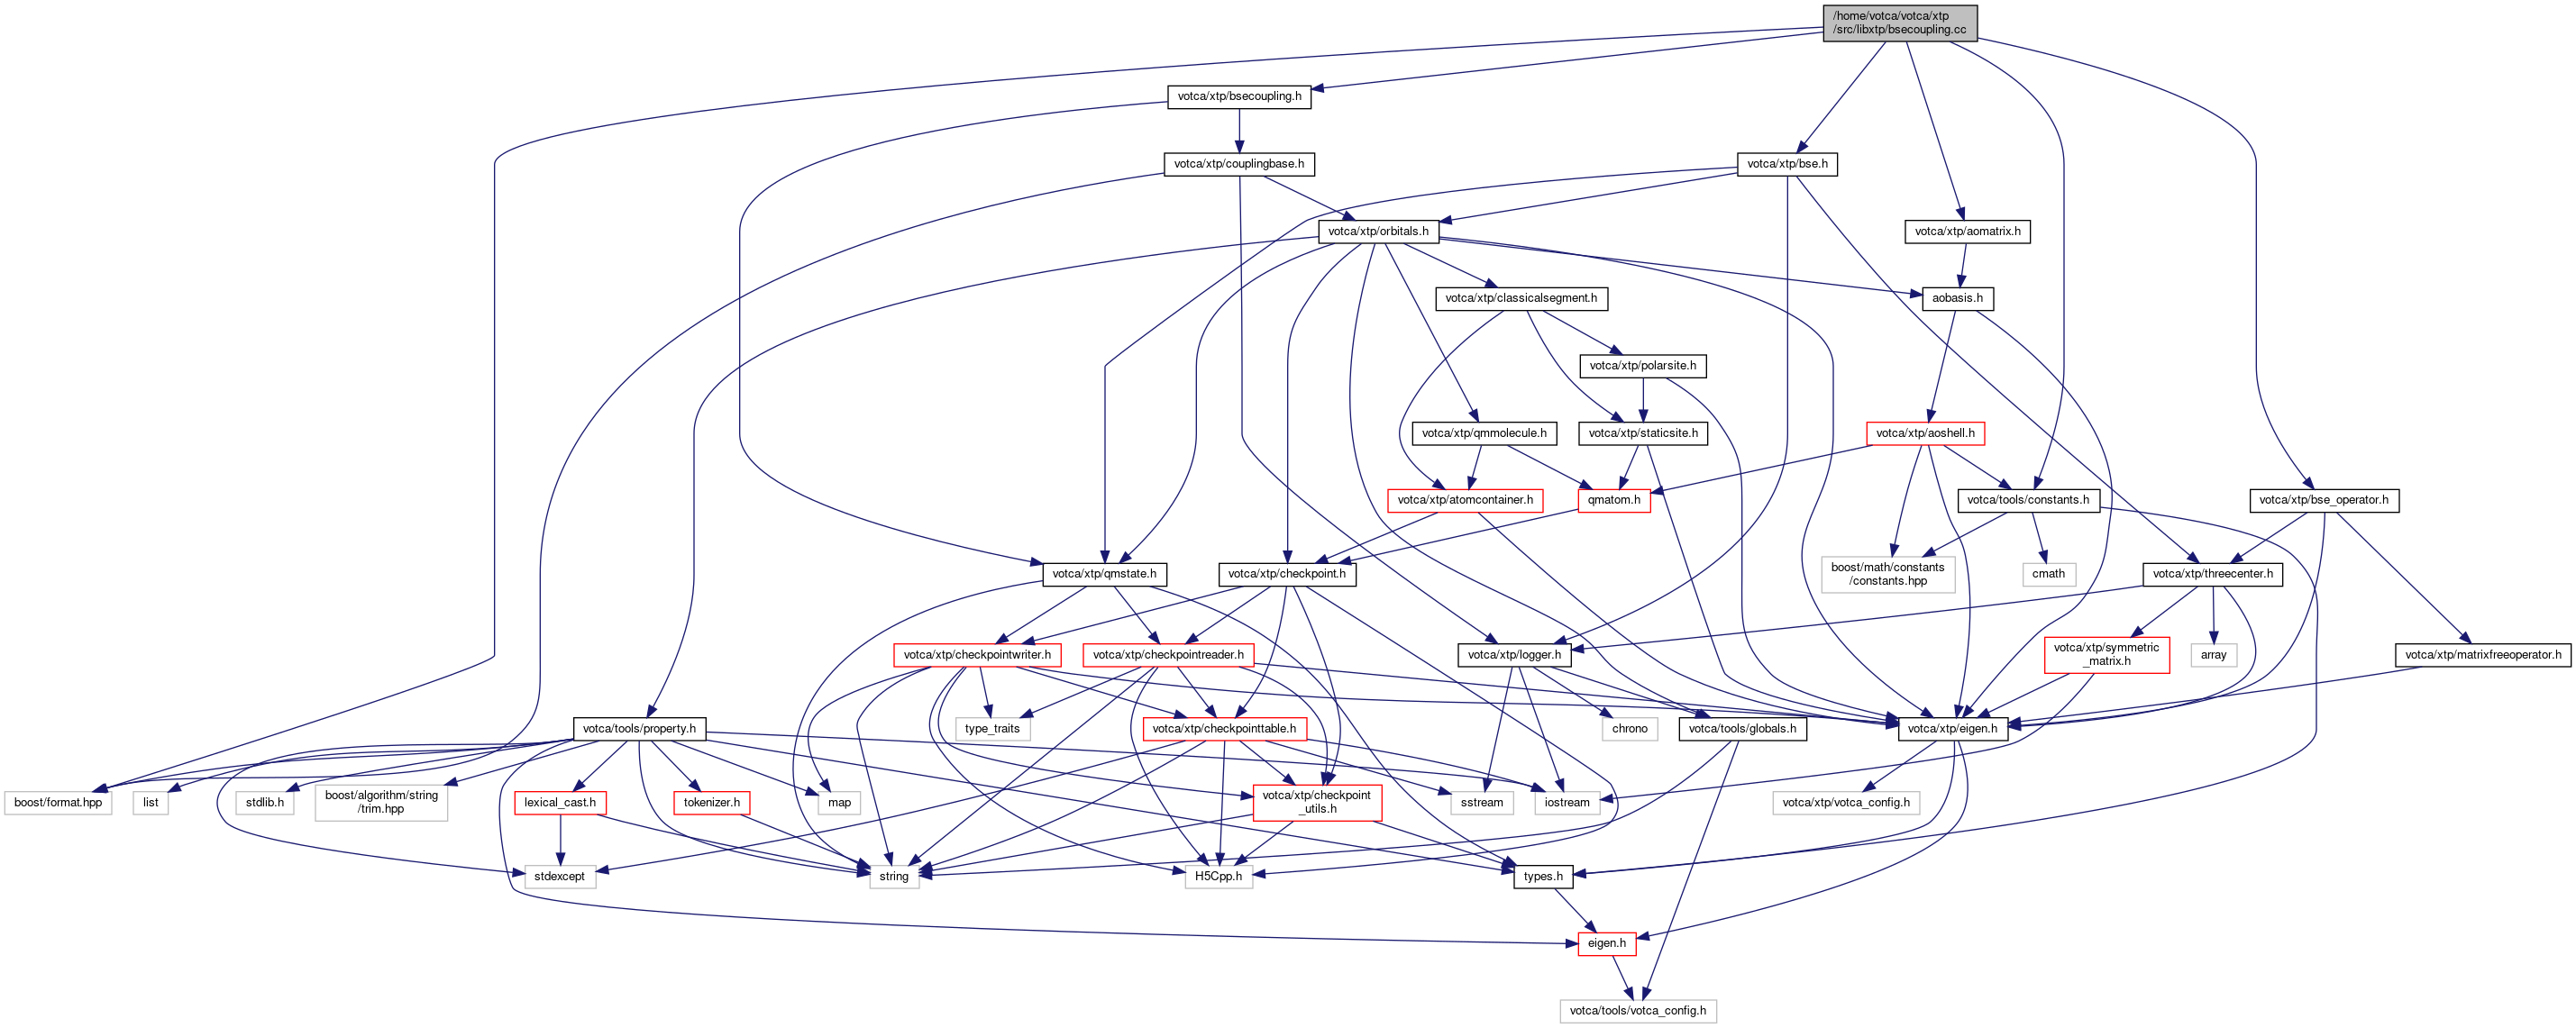 /home/votca/votca/xtp
/src/libxtp/bsecoupling.cc
votca/xtp/bsecoupling.h
votca/xtp/couplingbase.h
votca/xtp/bse.h
votca/xtp/orbitals.h
votca/xtp/aomatrix.h
votca/xtp/classicalsegment.h
aobasis.h
votca/xtp/polarsite.h
votca/xtp/qmmolecule.h
votca/xtp/staticsite.h
votca/xtp/aoshell.h
votca/xtp/atomcontainer.h
qmatom.h
votca/tools/constants.h
votca/xtp/bse_operator.h
votca/xtp/qmstate.h
votca/xtp/checkpoint.h
boost/math/constants
/constants.hpp
cmath
votca/xtp/threecenter.h
votca/xtp/checkpointwriter.h
votca/xtp/checkpointreader.h
votca/xtp/logger.h
votca/xtp/symmetric
_matrix.h
array
votca/xtp/matrixfreeoperator.h
votca/tools/property.h
type_traits
votca/xtp/checkpointtable.h
chrono
votca/tools/globals.h
votca/xtp/eigen.h
boost/format.hpp
list
stdlib.h
boost/algorithm/string
/trim.hpp
lexical_cast.h
tokenizer.h
map
votca/xtp/checkpoint
_utils.h
sstream
iostream
votca/xtp/votca_config.h
stdexcept
string
H5Cpp.h
types.h
eigen.h
votca/tools/votca_config.h